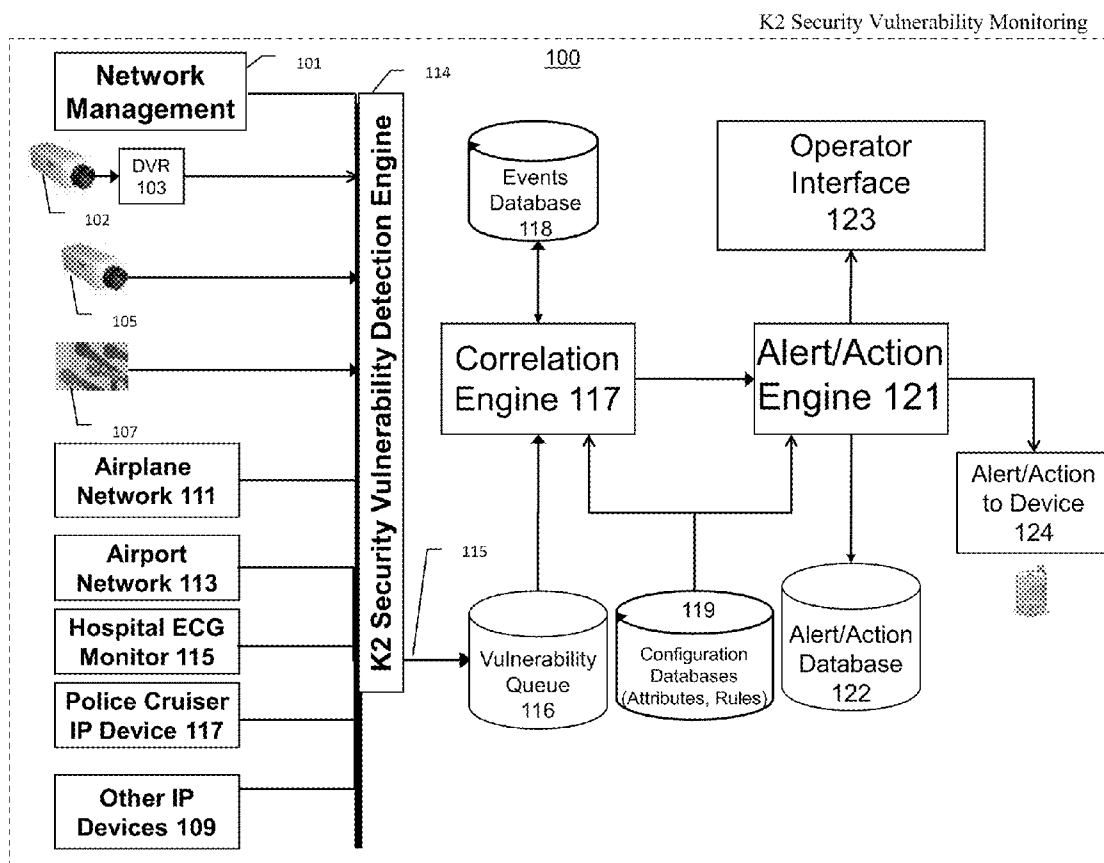 K2 Security Vulnerability Monitoring
100
101
Network
Management
114
DVR
103
102
105
107
Airplane
Network 111
Airport
Network 113
Hospital ECG
Monitor 115
Police Cruiser
IP Device 117
Other IP
Devices 109
K2 Security Vulnerability Detection Engine
115
Events
Database
118
Correlation
Engine 117
Vulnerability
Queue
116
119
Configuration
Databases
(Attributes, Rules)
Operator
Interface
123
Alert/Action
Engine 121
Alert/Action
Database
122
Alert/Action
to Device
124